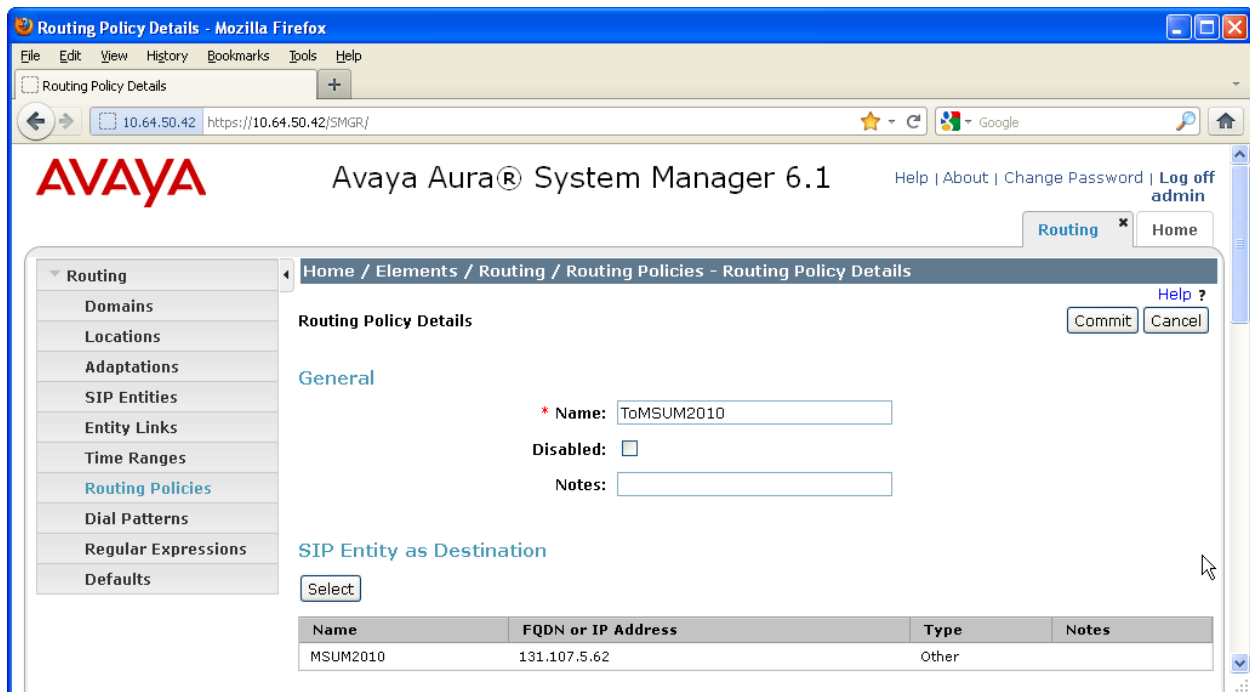 Routing Policy Details - Mozilla Firefox
File Edit View History Bookmarks Tools Help
Routing Policy Details +
10.64.50.42 https://10.64.50.42/SMGR/ Google
AVAYA Avaya Aura® System Manager 6.1 Help | About | Change Password | Log off admin
Routing × Home
Routing
Domains
Locations
Adaptations
SIP Entities
Entity Links
Time Ranges
Routing Policies
Dial Patterns
Regular Expressions
Defaults
Home / Elements / Routing / Routing Policies - Routing Policy Details
Help ?
Routing Policy Details Commit Cancel
General
* Name: ToMSUM2010
Disabled:
Notes:
SIP Entity as Destination
Select
Name FQDN or IP Address Type Notes
MSUM2010 131.107.5.62 Other